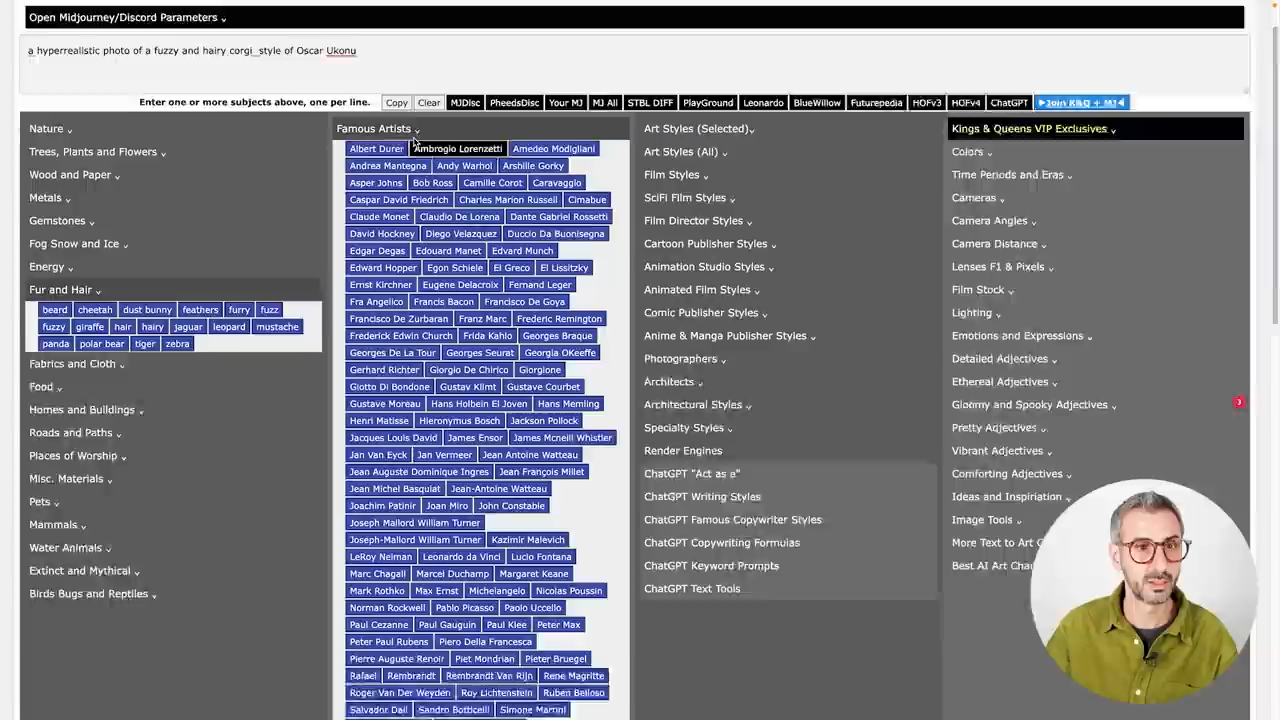 Open Midjourney/Discord Parameters
a hyperrealistic photo of a fuzzy and hairy corgi_style of Oscar Ukonu
Enter one or more subjects above, one per line. Copy Clear MJDisc PheedsDisc Your MJ MJ All STBL DIFF PlayGround Leonardo BlueWillow Futurepedia HOFv3 HOFv4 ChatGPT ▶Join K&Q + MJ◀
Nature
Trees, Plants and Flowers
Wood and Paper
Metals
Gemstones
Fog Snow and Ice
Energy
Fur and Hair
beard cheetah dust bunny feathers furry fuzz
fuzzy giraffe hair hairy jaguar leopard mustache
panda polar bear tiger zebra
Fabrics and Cloth
Food
Homes and Buildings
Roads and Paths
Places of Worship
Misc. Materials
Pets
Mammals
Water Animals
Extinct and Mythical
Birds Bugs and Reptiles
Famous Artists
Albert Durer Ambrogio Lorenzetti Amedeo Modigliani
Andrea Mantegna Andy Warhol Arshille Gorky
Asper Johns Bob Ross Camille Corot Caravaggio
Caspar David Friedrich Charles Marion Russell Cimabue
Claude Monet Claudio De Lorena Dante Gabriel Rossetti
David Hockney Diego Velazquez Duccio Da Buonisegna
Edgar Degas Edouard Manet Edvard Munch
Edward Hopper Egon Schiele El Greco El Lissitzky
Ernst Kirchner Eugene Delacroix Fernand Leger
Fra Angelico Francis Bacon Francisco De Goya
Francisco De Zurbaran Franz Marc Frederic Remington
Frederick Edwin Church Frida Kahlo Georges Braque
Georges De La Tour Georges Seurat Georgia OKeeffe
Gerhard Richter Giorgio De Chirico Giorgione
Giotto Di Bondone Gustav Klimt Gustave Courbet
Gustave Moreau Hans Holbein El Joven Hans Memling
Henri Matisse Hieronymus Bosch Jackson Pollock
Jacques Louis David James Ensor James Mcneill Whistler
Jan Van Eyck Jan Vermeer Jean Antoine Watteau
Jean Auguste Dominique Ingres Jean François Millet
Jean Michel Basquiat Jean-Antoine Watteau
Joachim Patinir Joan Miro John Constable
Joseph Mallord William Turner
Joseph-Mallord William Turner Kazimir Malevich
LeRoy Neiman Leonardo da Vinci Lucio Fontana
Marc Chagall Marcel Duchamp Margaret Keane
Mark Rothko Max Ernst Michelangelo Nicolas Poussin
Norman Rockwell Pablo Picasso Paolo Uccello
Paul Cezanne Paul Gauguin Paul Klee Peter Max
Peter Paul Rubens Piero Della Francesca
Pierre Auguste Renoir Piet Mondrian Pieter Bruegel
Rafael Rembrandt Rembrandt Van Rijn Rene Magritte
Roger Van Der Weyden Roy Lichtenstein Ruben Belloso
Salvador Dali Sandro Botticelli Simone Martini
Art Styles (Selected)
Art Styles (All)
Film Styles
SciFi Film Styles
Film Director Styles
Cartoon Publisher Styles
Animation Studio Styles
Animated Film Styles
Comic Publisher Styles
Anime & Manga Publisher Styles
Photographers
Architects
Architectural Styles
Specialty Styles
Render Engines
ChatGPT "Act as a"
ChatGPT Writing Styles
ChatGPT Famous Copywriter Styles
ChatGPT Copywriting Formulas
ChatGPT Keyword Prompts
ChatGPT Text Tools
Kings & Queens VIP Exclusives
Colors
Time Periods and Eras
Cameras
Camera Angles
Camera Distance
Lenses F1 & Pixels
Film Stock
Lighting
Emotions and Expressions
Detailed Adjectives
Ethereal Adjectives
Gloomy and Spooky Adjectives
3
Pretty Adjectives
Vibrant Adjectives
Comforting Adjectives
Ideas and Inspiration
Image Tools
More Text to Art
Best AI Art